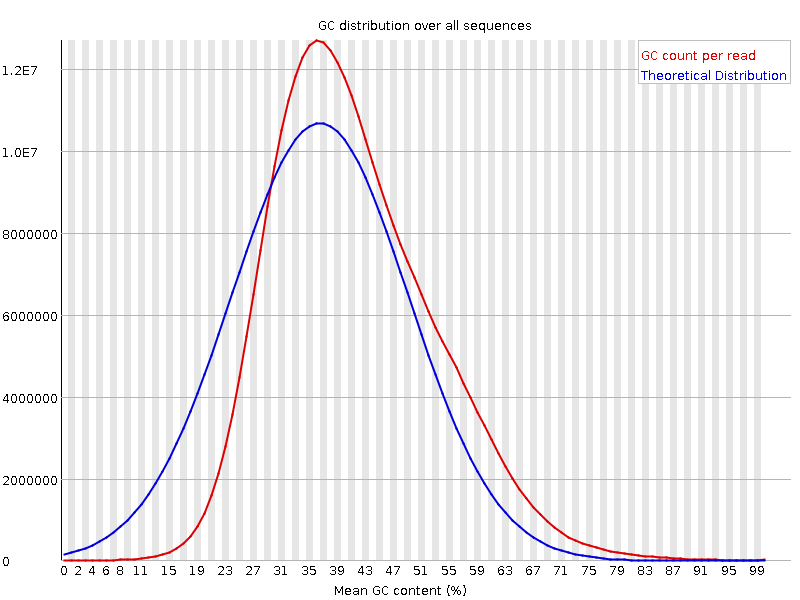 GC distribution over all sequences
GC count per read
Theoretical Distribution
1.2E7
1.0E7
8000000
6000000
4000000
2000000
0
0 2 4 6 8 11 15 19 23 27 31 35 39 43 47 51 55 59 63 67 71 75 79 83 87 91 95 99
Mean GC content (%)